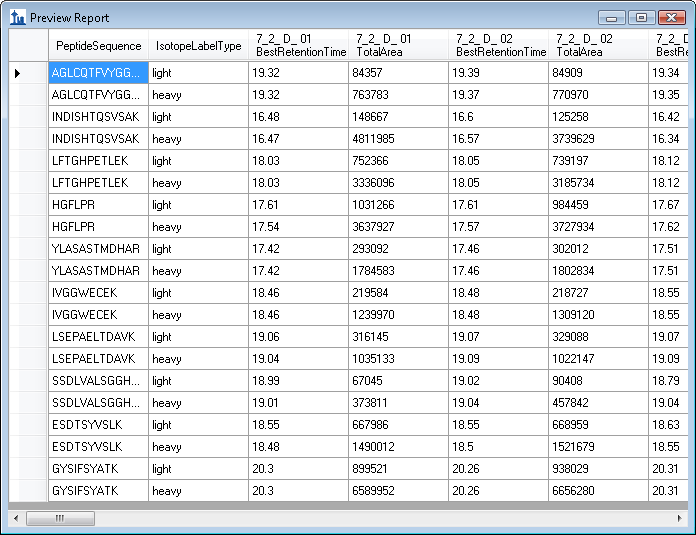 Preview Report
PeptideSequence IsotopeLabelType 7_2_D_01 BestRetentionTime 7_2_D_01 TotalArea 7_2_D_02 BestRetentionTime 7_2_D_02 TotalArea 7_2_D BestRe
AGLCQTFVYGG... light 19.32 84357 19.39 84909 19.34
AGLCQTFVYGG... heavy 19.32 763783 19.37 770970 19.35
INDISHTQSVSAK light 16.48 148667 16.6 125258 16.42
INDISHTQSVSAK heavy 16.47 4811985 16.57 3739629 16.34
LFTGHPETLEK light 18.03 752366 18.05 739197 18.12
LFTGHPETLEK heavy 18.03 3336096 18.05 3185734 18.12
HGFLPR light 17.61 1031266 17.61 984459 17.67
HGFLPR heavy 17.54 3637927 17.57 3727934 17.62
YLASASTMDHAR light 17.42 293092 17.46 302012 17.51
YLASASTMDHAR heavy 17.42 1784583 17.46 1802834 17.51
IVGGWECEK light 18.46 219584 18.48 218727 18.55
IVGGWECEK heavy 18.46 1239970 18.48 1309120 18.55
LSEPAELTDAVK light 19.06 316145 19.07 329088 19.07
LSEPAELTDAVK heavy 19.04 1035133 19.09 1022147 19.09
SSDLVALSGGH... light 18.99 67045 19.02 90408 18.79
SSDLVALSGGH... heavy 19.01 373811 19.04 457842 19.04
ESDTSYVSLK light 18.55 667986 18.55 668959 18.63
ESDTSYVSLK heavy 18.48 1490012 18.5 1521679 18.55
GYSIFSYATK light 20.3 899521 20.26 938029 20.31
GYSIFSYATK heavy 20.3 6589952 20.26 6656280 20.31